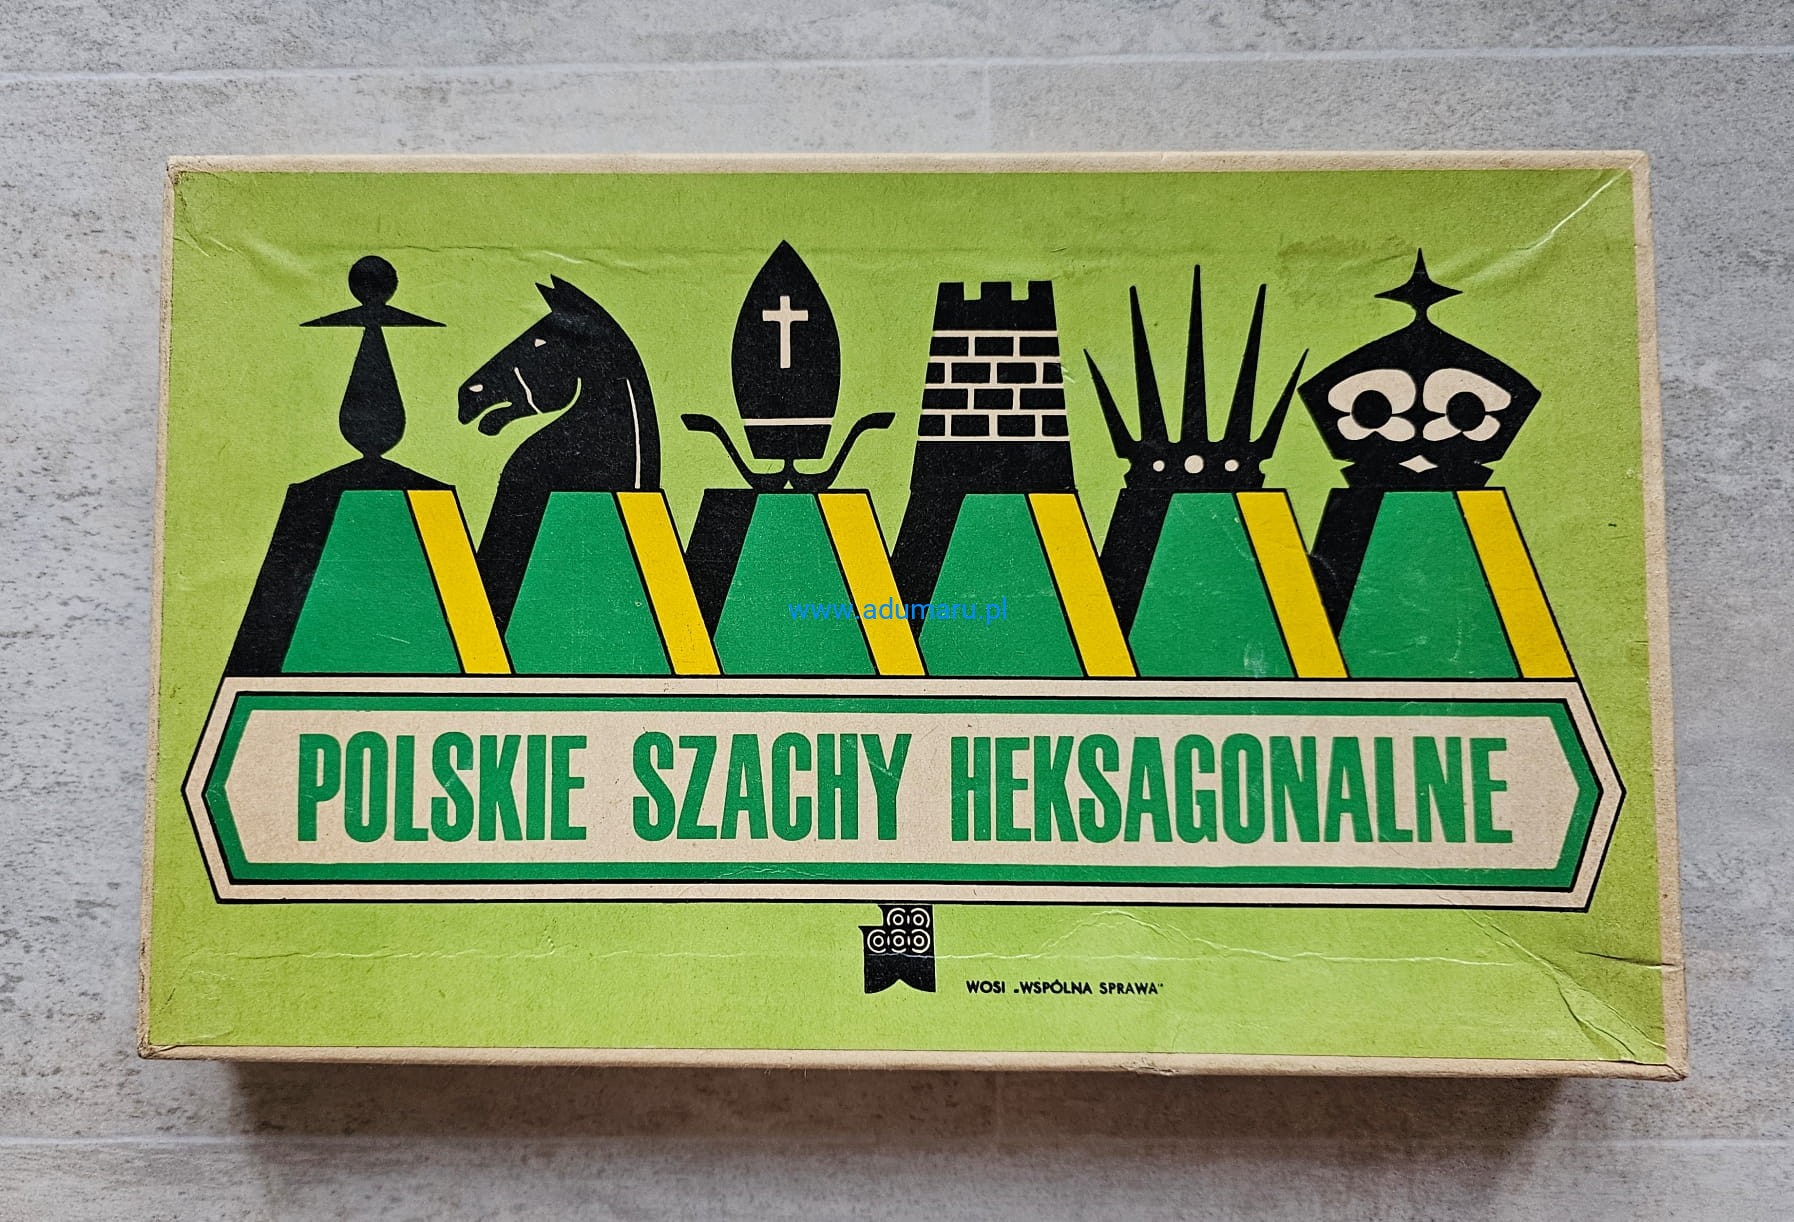 www.adumaru.pl
POLSKIE SZACHY HEKSAGONALNE
WOSI „WSPÓLNA SPRAWA"